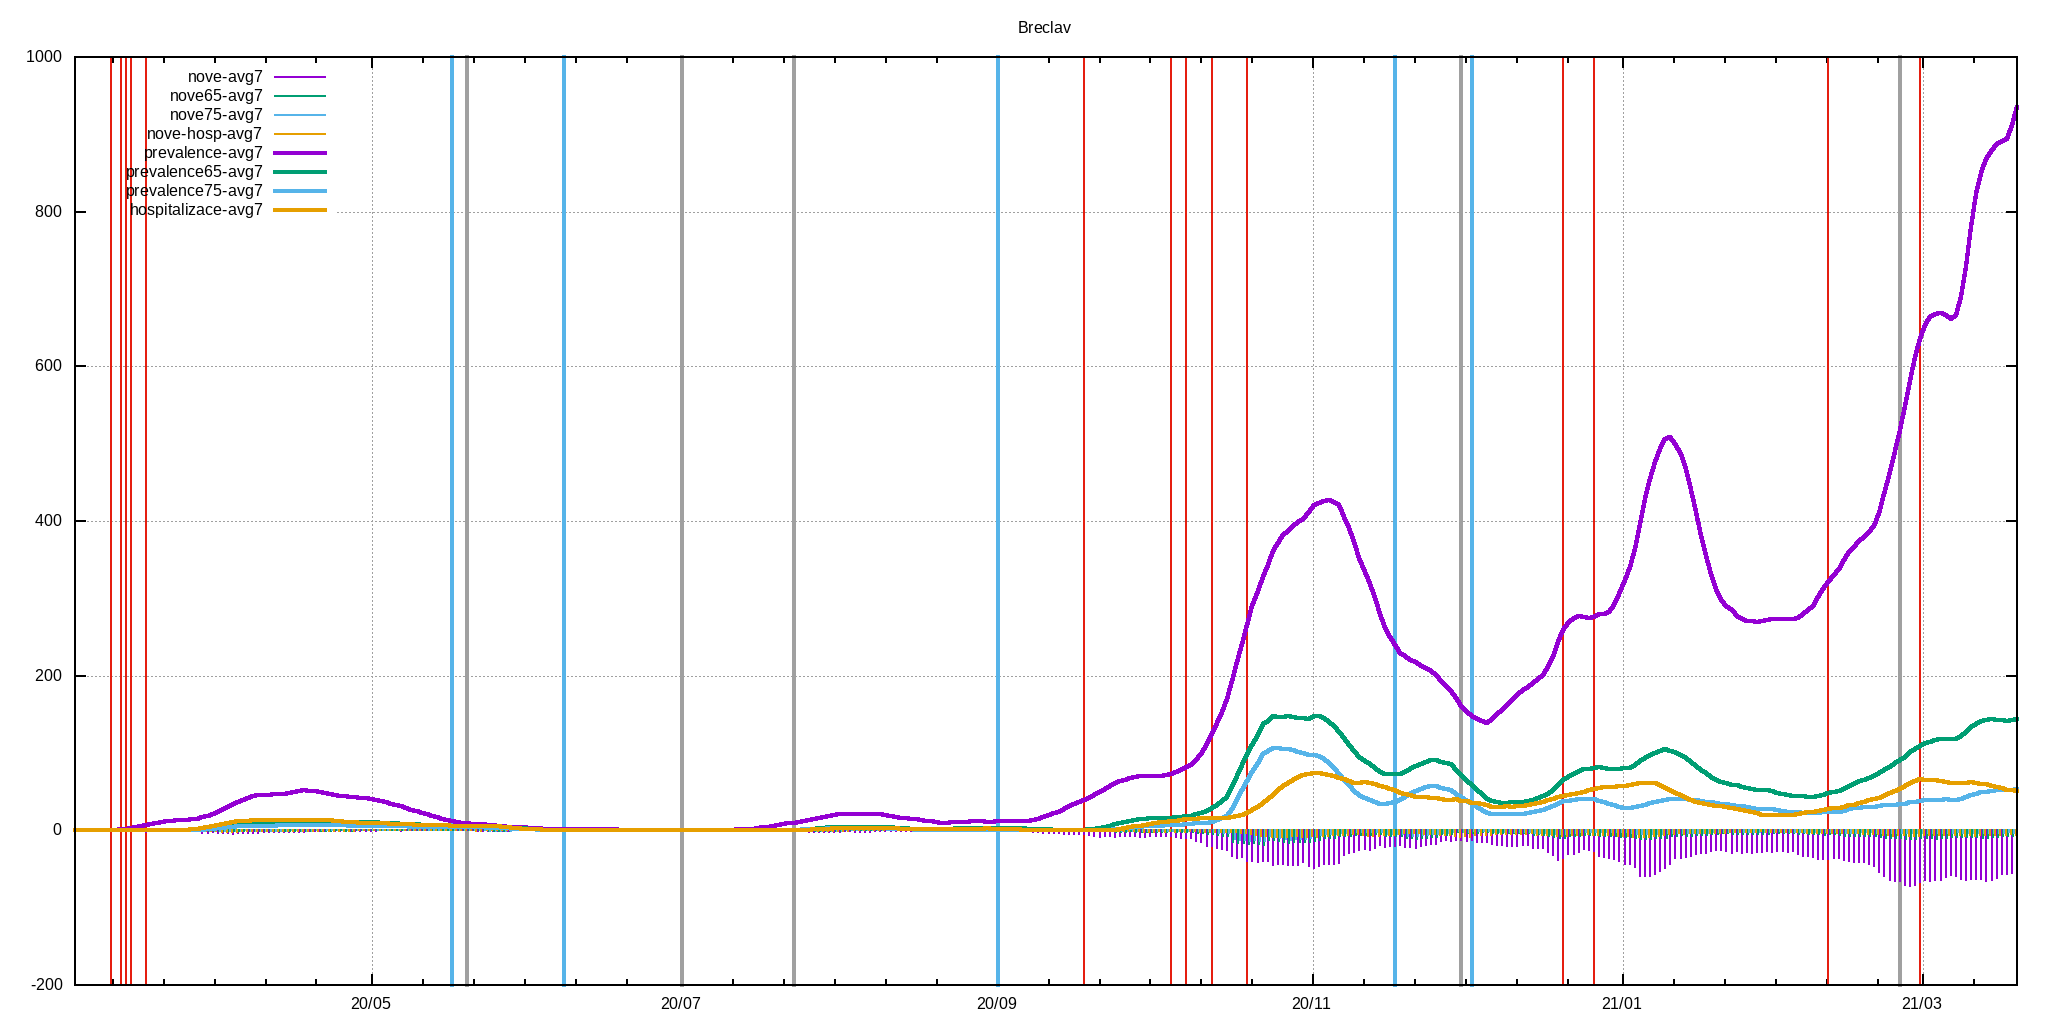 Breclav
1000
800
600
400
200
0
-200
nove-avg7
nove65-avg7
nove75-avg7
nove-hosp-avg7
prevalence-avg7
prevalence65-avg7
prevalence75-avg7
hospitalizace-avg7
20/05
20/07
20/09
20/11
21/01
21/03